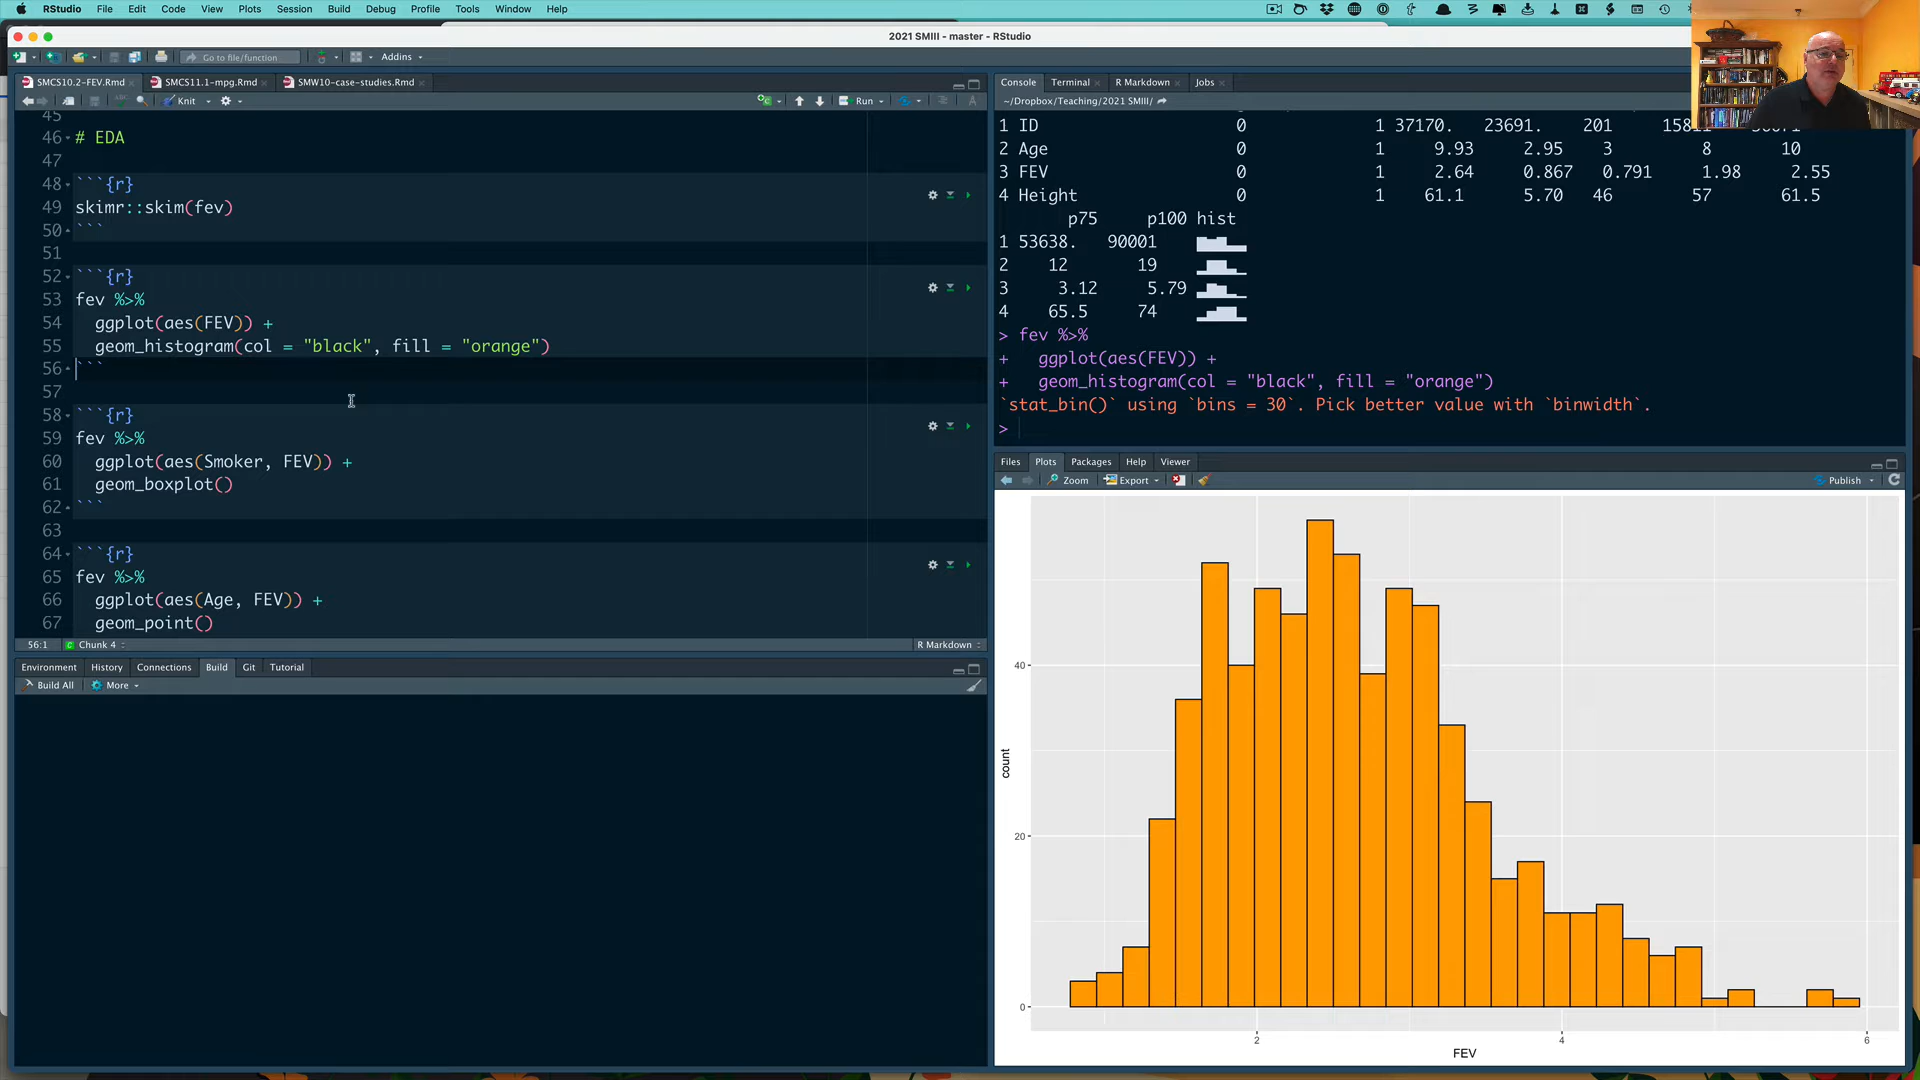 RStudio File Edit Code View Plots Session Build Debug Profile Tools Window Help
2021 SMIII - master - RStudio
Go to file/function Addins
SMCS10.2-FEV.Rmd SMCS11.1-mpg.Rmd SMW10-case-studies.Rmd
Knit Run
45
46 # EDA
47
48 ```{r}
49 skimr::skim(fev)
50 ```
51
52 ```{r}
53 fev %>%
54 ggplot(aes(FEV)) +
55 geom_histogram(col = "black", fill = "orange")
56 ```
57
58 ```{r}
59 fev %>%
60 ggplot(aes(Smoker, FEV)) +
61 geom_boxplot()
62 ```
63
64 ```{r}
65 fev %>%
66 ggplot(aes(Age, FEV)) +
67 geom_point()
56:1 Chunk 4 R Markdown
Environment History Connections Build Git Tutorial
Build All More
Console Terminal R Markdown Jobs
~/Dropbox/Teaching/2021 SMIII/
1 ID 0 1 37170. 23691. 201
2 Age 0 1 9.93 2.95 3 8 10
3 FEV 0 1 2.64 0.867 0.791 1.98 2.55
4 Height 0 1 61.1 5.70 46 57 61.5
p75 p100 hist
1 53638. 90001
2 12 19
3 3.12 5.79
4 65.5 74
> fev %>%
+ ggplot(aes(FEV)) +
+ geom_histogram(col = "black", fill = "orange")
`stat_bin()` using `bins = 30`. Pick better value with `binwidth`.
>
Files Plots Packages Help Viewer
Zoom Export Publish
40
20
0
count
2 4 6
FEV